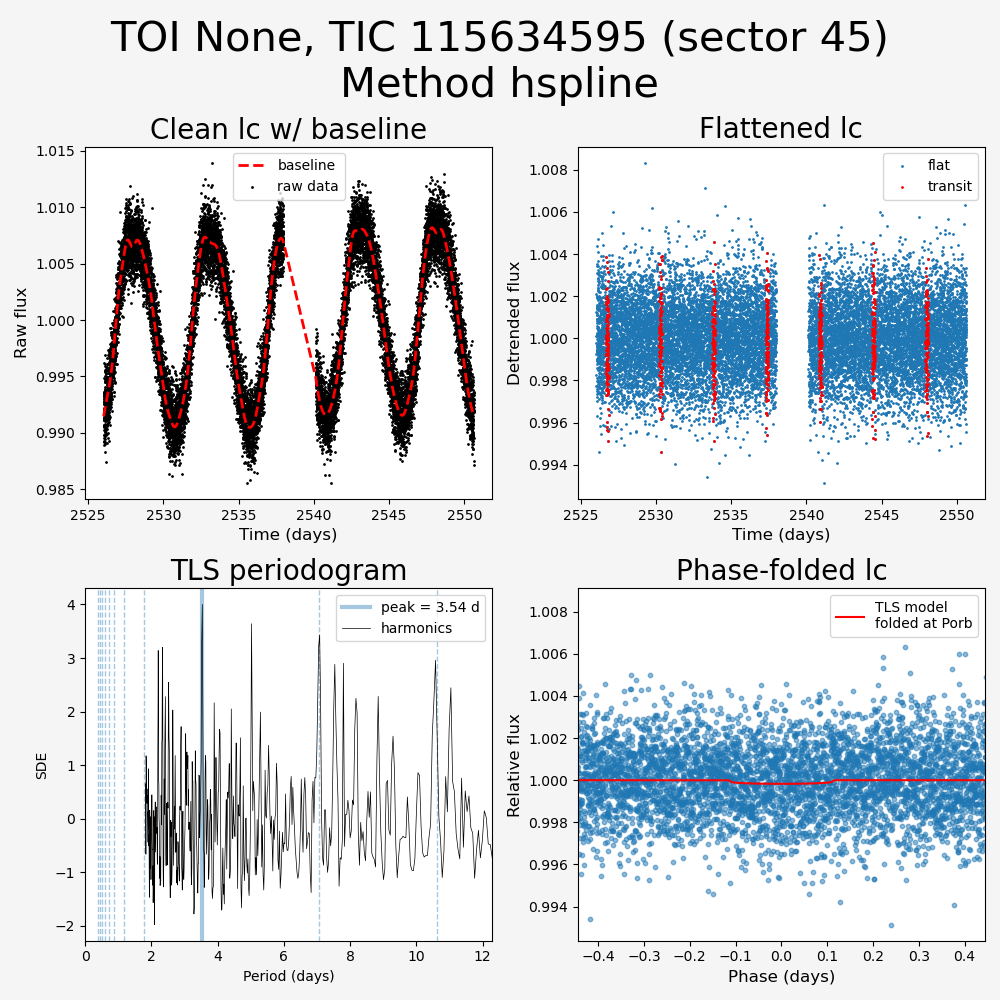 TOI None, TIC 115634595 (sector 45)
Method hspline
Clean lc w/ baseline
baseline
raw data
1.015
1.010
1.005
1.000
0.995
0.990
0.985
Raw flux
2525 2530 2535 2540 2545 2550
Time (days)
Flattened lc
flat
transit
1.008
1.006
1.004
1.002
1.000
0.998
0.996
0.994
Detrended flux
2525 2530 2535 2540 2545 2550
Time (days)
TLS periodogram
peak = 3.54 d
harmonics
4
3
2
1
0
−1
−2
SDE
0 2 4 6 8 10 12
Period (days)
Phase-folded lc
TLS model
folded at Porb
1.008
1.006
1.004
1.002
1.000
0.998
0.996
0.994
Relative flux
−0.4 −0.3 −0.2 −0.1 0.0 0.1 0.2 0.3 0.4
Phase (days)